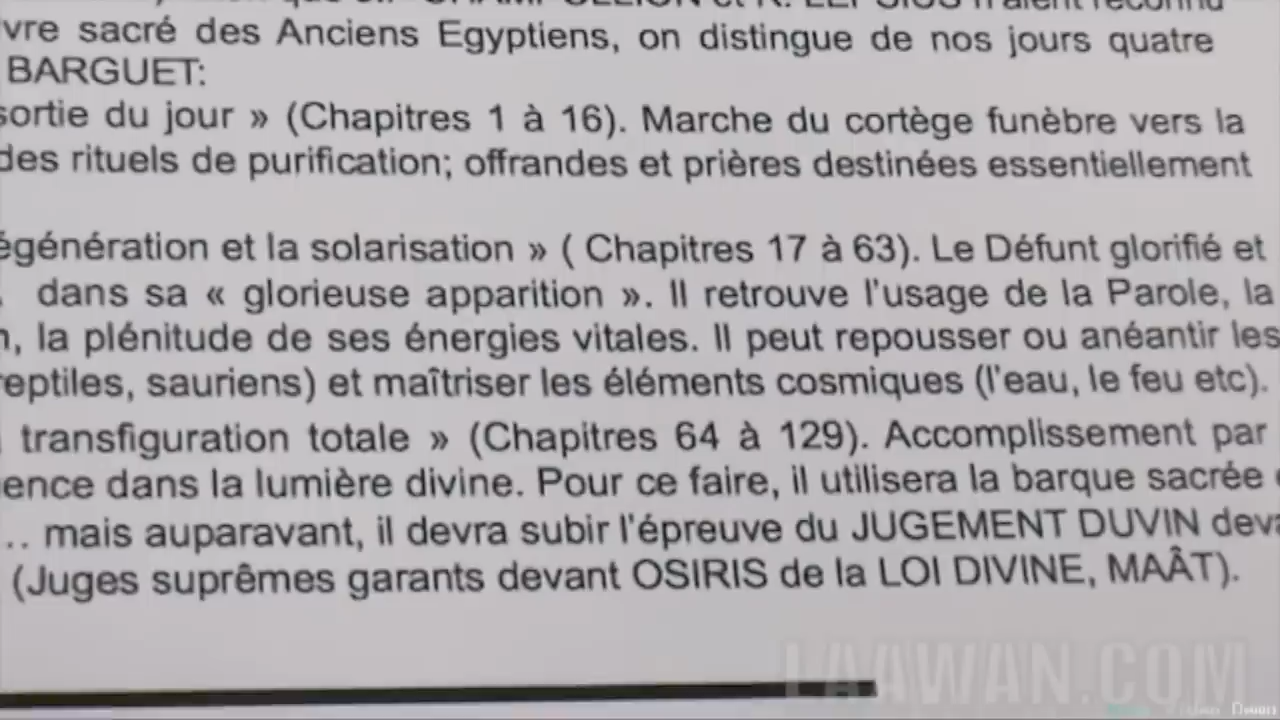 vre sacré des Anciens Egyptiens, on distingue de nos jours quatre
BARGUET:
sortie du jour » (Chapitres 1 à 16). Marche du cortège funèbre vers la
des rituels de purification; offrandes et prières destinées essentiellement
égénération et la solarisation » ( Chapitres 17 à 63). Le Défunt glorifié et
dans sa « glorieuse apparition ». Il retrouve l'usage de la Parole, la
n, la plénitude de ses énergies vitales. Il peut repousser ou anéantir les
reptiles, sauriens) et maîtriser les éléments cosmiques (l'eau, le feu etc).
transfiguration totale » (Chapitres 64 à 129). Accomplissement par
ence dans la lumière divine. Pour ce faire, il utilisera la barque sacrée
.. mais auparavant, il devra subir l'épreuve du JUGEMENT DUVIN deva
(Juges suprêmes garants devant OSIRIS de la LOI DIVINE, MAÂT).
LAAWAN.COM